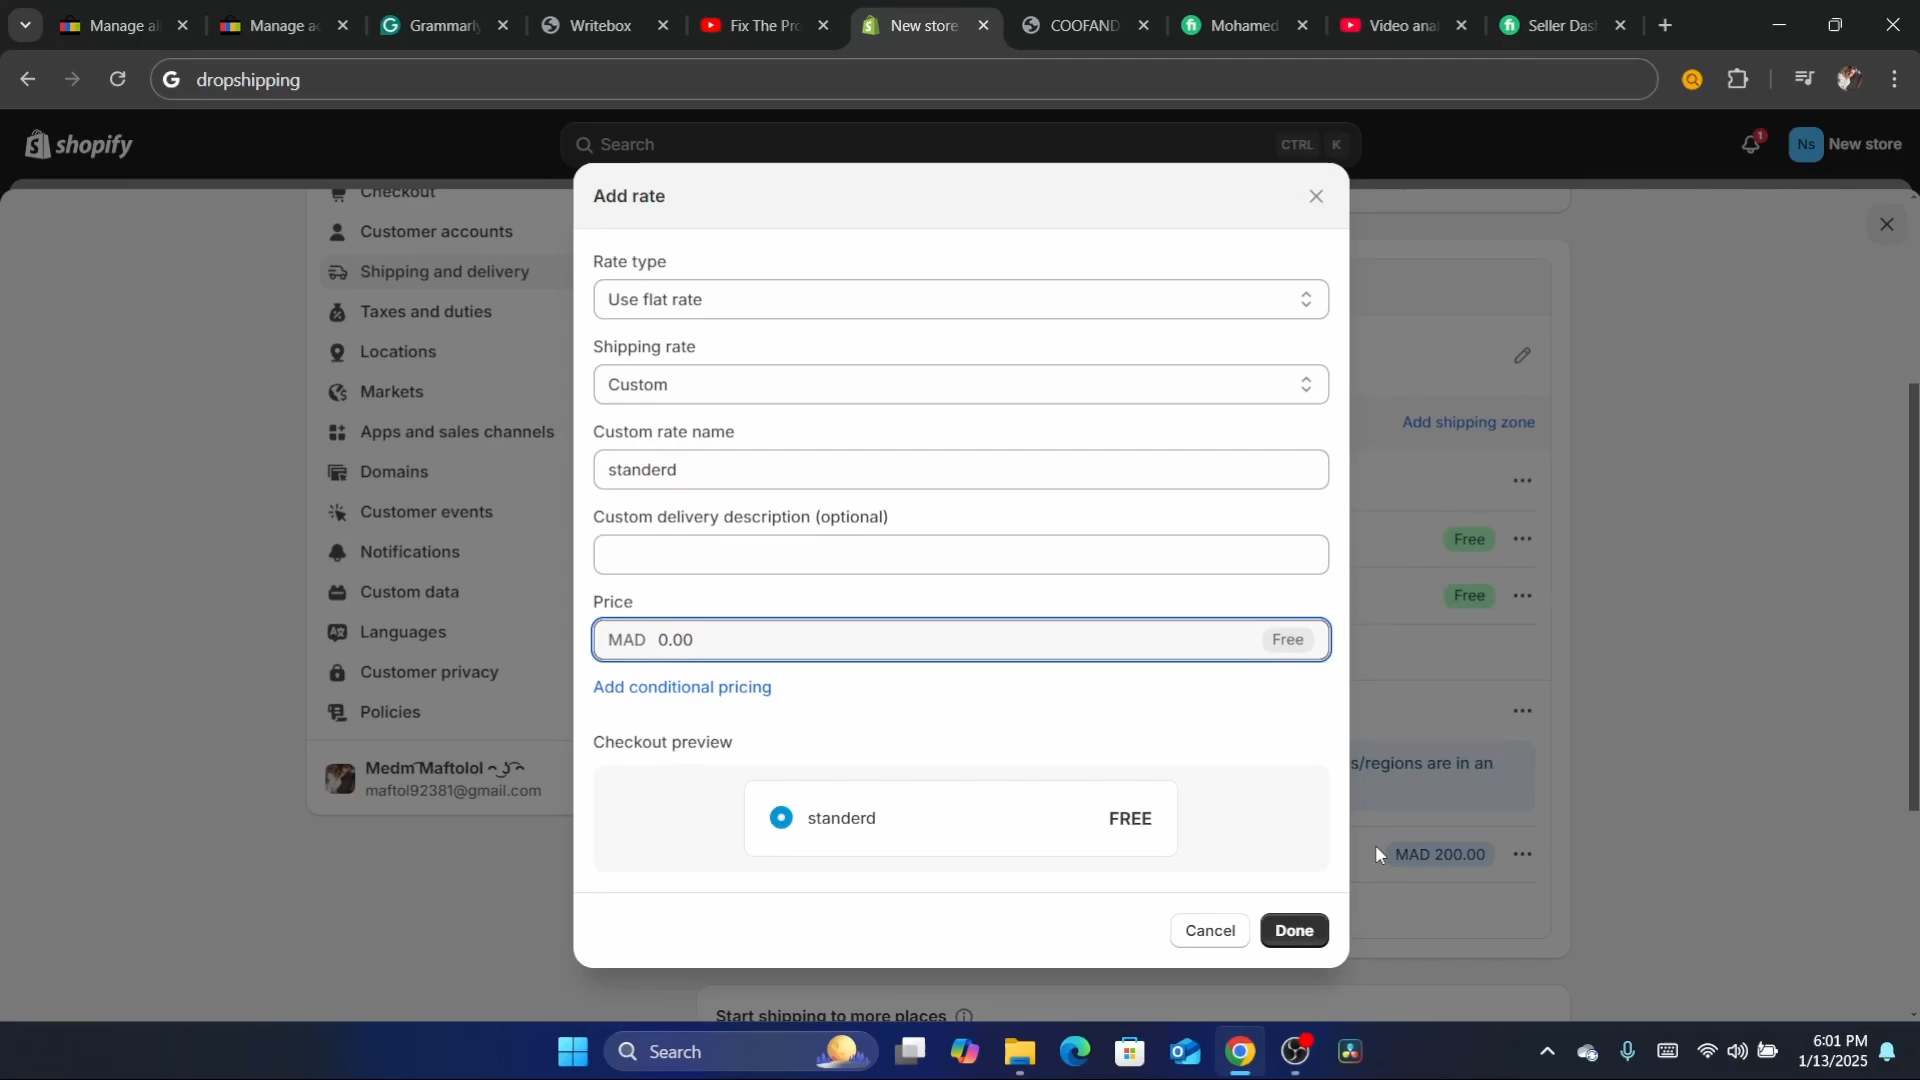 Manage al
Manage ac
Grammarly
Writebox
Fix The Pro
New store
COOFAND
Mohamed
Video anal
Seller Das
dropshipping
shopify
Search
CTRL K
1
Ns
New store
Checkout
Customer accounts
Shipping and delivery
Taxes and duties
Locations
Markets
Apps and sales channels
Domains
Customer events
Notifications
Custom data
Languages
Customer privacy
Policies
maftol92381@gmail.com
Add rate
Rate type
Use flat rate
Shipping rate
Custom
Custom rate name
standerd
Custom delivery description (optional)
Price
MAD 0.00 Free
Add conditional pricing
Checkout preview
standerd FREE
Cancel Done
Add shipping zone
Free
Free
s/regions are in an
MAD 200.00
Start shipping to more places
Search
6:01 PM
1/13/2025